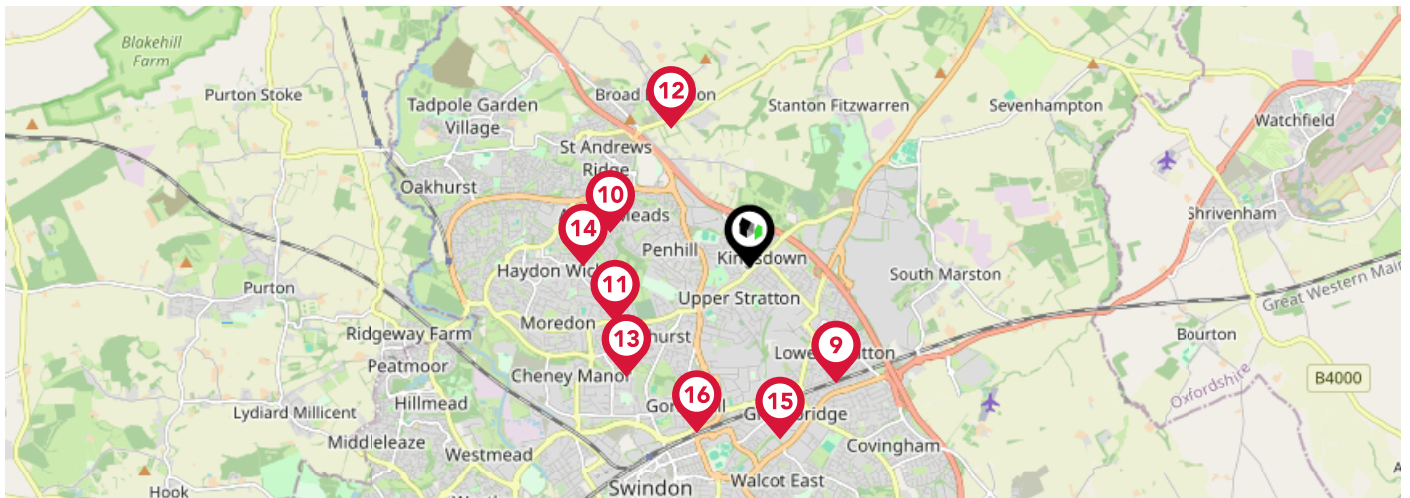 Blakehill
Farm
Purton Stoke
Tadpole Garden
Village
Broad
12
Stanton Fitzwarren
Sevenhampton
Watchfield
St Andrews
Ridge
Oakhurst
10
14
Penhill
Kingsdown
Shrivenham
Haydon Wick
South Marston
Purton
11
Upper Stratton
Great Western Main
Ridgeway Farm
Moredon
13
Bourton
Peatmoor
Cheney Manor
9
B4000
Oxfordshire
Lydiard Millicent
Hillmead
16
15
Middleleaze
Westmead
Covingham
Hook
Swindon
Walcot East